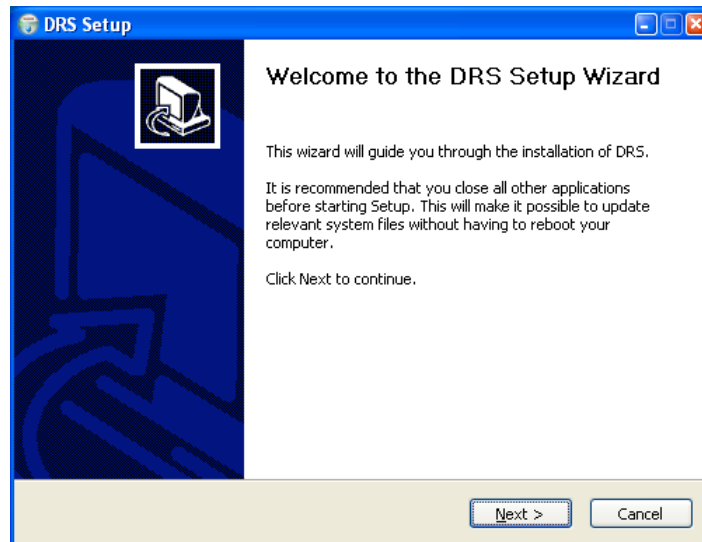 DRS Setup
Welcome to the DRS Setup Wizard
This wizard will guide you through the installation of DRS.
It is recommended that you close all other applications
before starting Setup. This will make it possible to update
relevant system files without having to reboot your
computer.
Click Next to continue.
Next >
Cancel